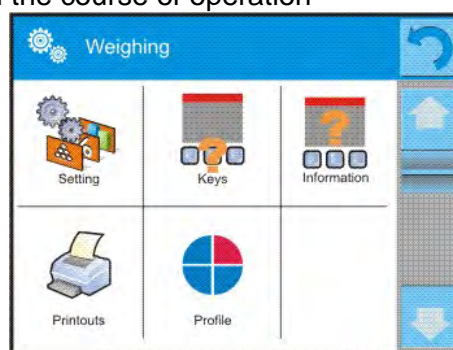 the course of operation
Weighing
Setting
Keys
Information
Printouts
Profile